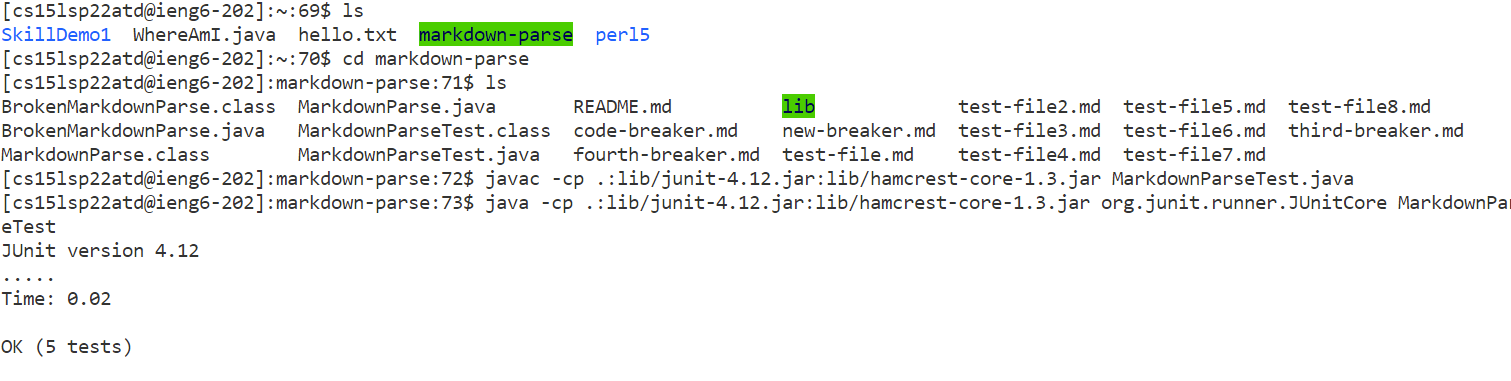 [cs15lsp22atd@ieng6-202]:~:69$ ls
SkillDemo1  WhereAmI.java  hello.txt  markdown-parse  perl5
[cs15lsp22atd@ieng6-202]:~:70$ cd markdown-parse
[cs15lsp22atd@ieng6-202]:markdown-parse:71$ ls
BrokenMarkdownParse.class  MarkdownParse.java       README.md          lib              test-file2.md  test-file5.md  test-file8.md
BrokenMarkdownParse.java   MarkdownParseTest.class  code-breaker.md    new-breaker.md  test-file3.md  test-file6.md  third-breaker.md
MarkdownParse.class        MarkdownParseTest.java   fourth-breaker.md  test-file.md    test-file4.md  test-file7.md
[cs15lsp22atd@ieng6-202]:markdown-parse:72$ javac -cp .:lib/junit-4.12.jar:lib/hamcrest-core-1.3.jar MarkdownParseTest.java
[cs15lsp22atd@ieng6-202]:markdown-parse:73$ java -cp .:lib/junit-4.12.jar:lib/hamcrest-core-1.3.jar org.junit.runner.JUnitCore MarkdownPar
eTest
JUnit version 4.12
.....
Time: 0.02
OK (5 tests)